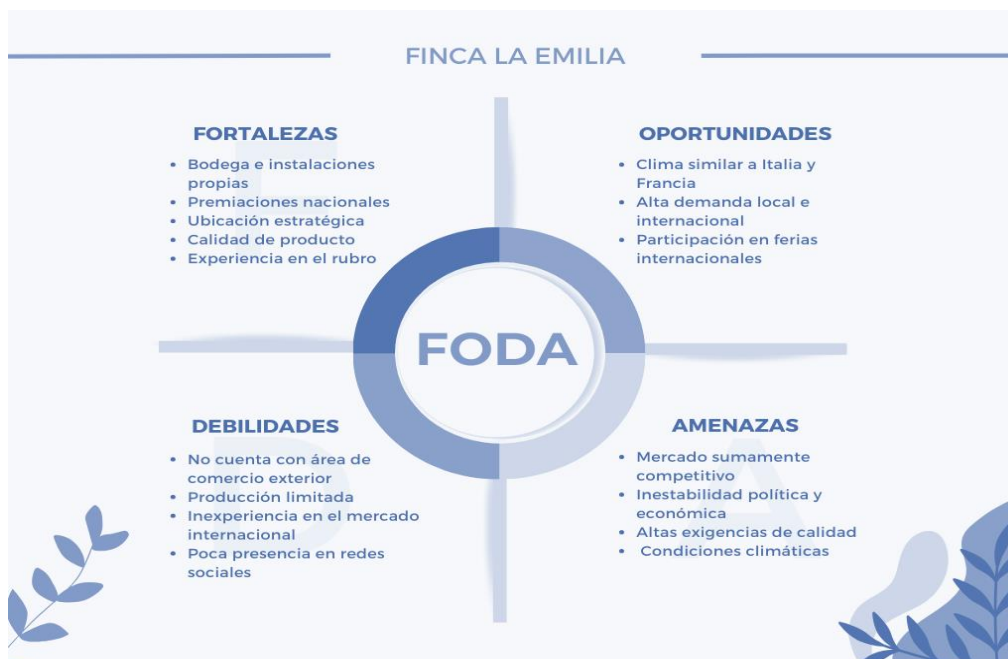 FINCA LA EMILIA
FORTALEZAS
• Bodega e instalaciones
propias
• Premiaciones nacionales
• Ubicación estratégica
• Calidad de producto
• Experiencia en el rubro
OPORTUNIDADES
• Clima similar a Italia y
Francia
• Alta demanda local e
internacional
• Participación en ferias
internacionales
FODA
DEBILIDADES
• No cuenta con área de
comercio exterior
• Producción limitada
• Inexperiencia en el mercado
internacional
• Poca presencia en redes
sociales
AMENAZAS
• Mercado sumamente
competitivo
• Inestabilidad política y
económica
• Altas exigencias de calidad
• Condiciones climáticas